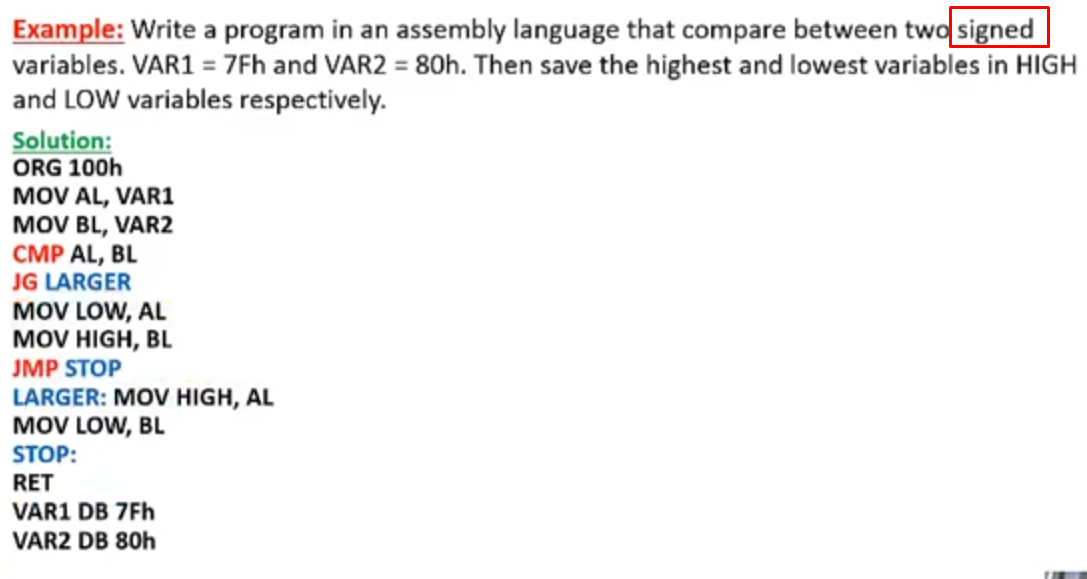 Example: Write a program in an assembly language that compare between two signed
variables. VAR1 = 7Fh and VAR2 = 80h. Then save the highest and lowest variables in HIGH
and LOW variables respectively.
Solution:
ORG 100h
MOV AL, VAR1
MOV BL, VAR2
CMP AL, BL
JG LARGER
MOV LOW, AL
MOV HIGH, BL
JMP STOP
LARGER: MOV HIGH, AL
MOV LOW, BL
STOP:
RET
VAR1 DB 7Fh
VAR2 DB 80h